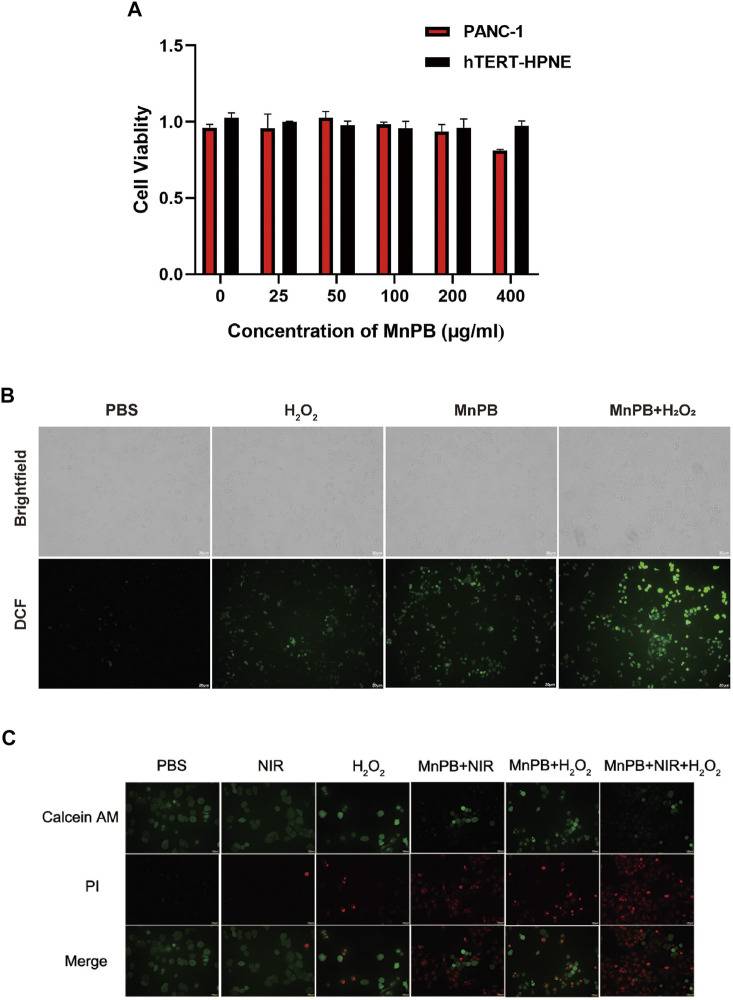 A
PANC-1
hTERT-HPNE
1.5
1.0
0.5
0.0
Cell Viablity
0 25 50 100 200 400
Concentration of MnPB (μg/ml)
B
PBS H₂O₂ MnPB MnPB+H₂O₂
Brightfield
DCF
C
PBS NIR H₂O₂ MnPB+NIR MnPB+H₂O₂ MnPB+NIR+H₂O₂
Calcein AM
PI
Merge